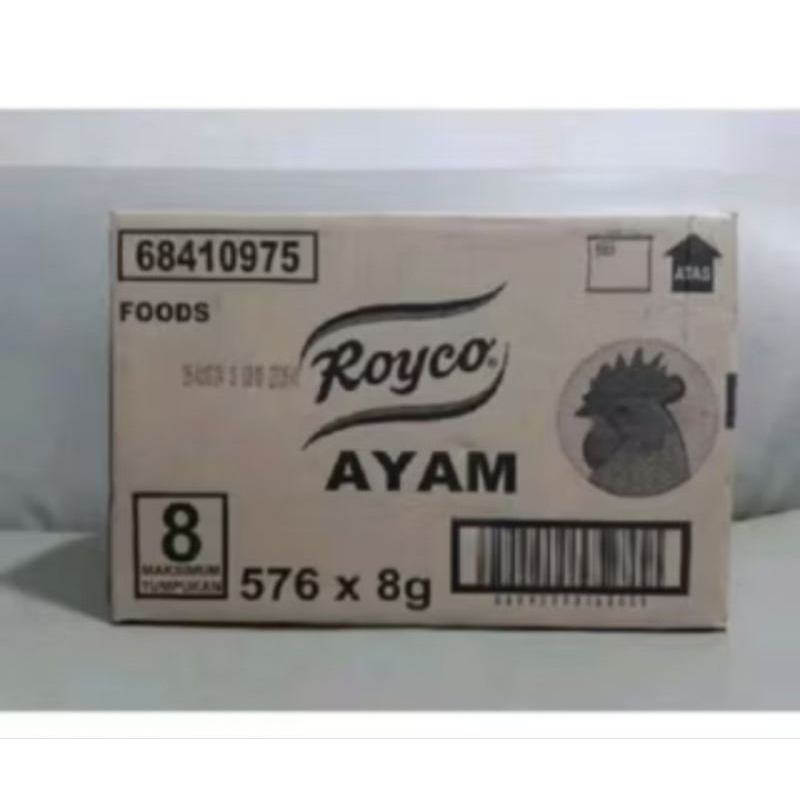 68410975
ATAS
FOODS
Royco
AYAM
8
MAKSIMUM
TUMPUKAN
576 x 8g